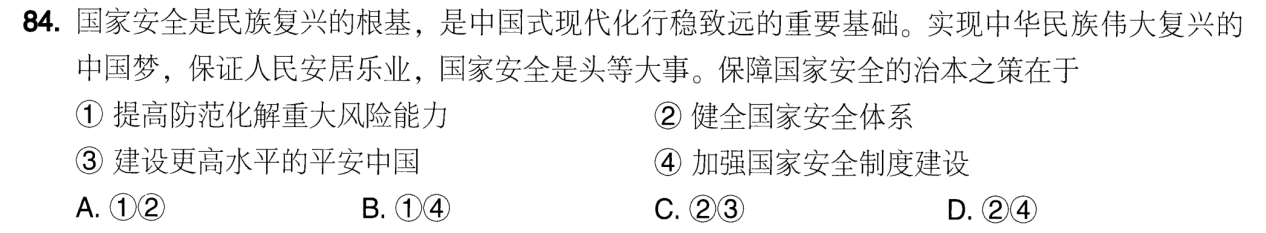 84. 国家安全是民族复兴的根基，是中国式现代化行稳致远的重要基础。实现中华民族伟大复兴的
中国梦，保证人民安居乐业，国家安全是头等大事。保障国家安全的治本之策在于
① 提高防范化解重大风险能力 ② 健全国家安全体系
③ 建设更高水平的平安中国 ④ 加强国家安全制度建设
A. ①② B. ①④ C. ②③ D. ②④